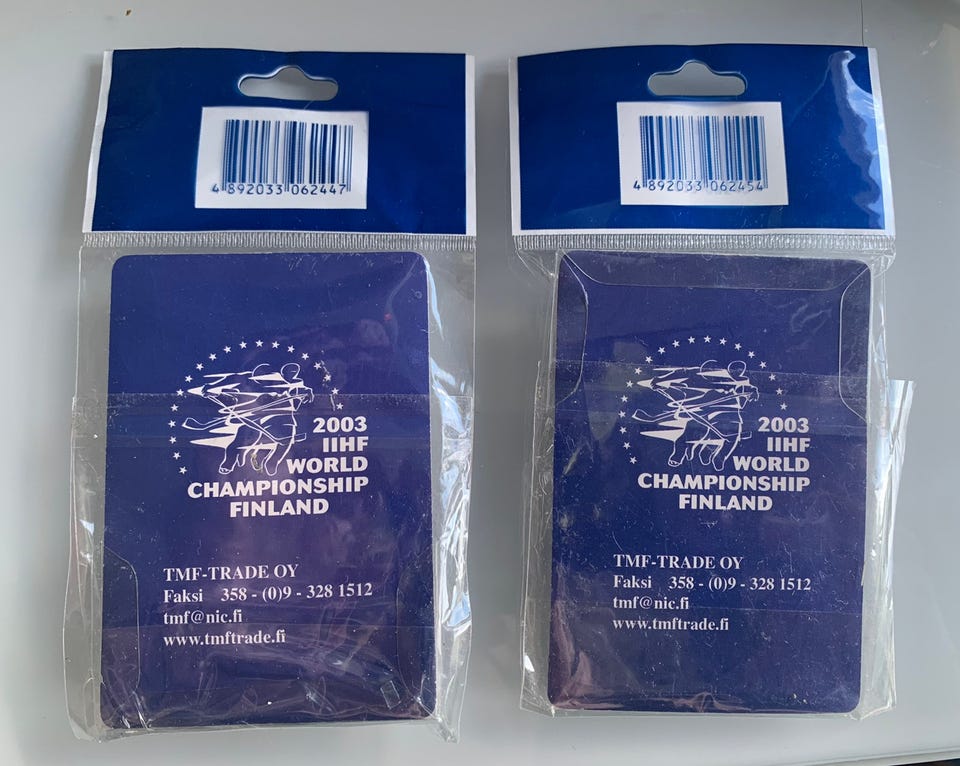 4 892033 062447
2003
IIHF
WORLD
CHAMPIONSHIP
FINLAND
TMF-TRADE OY
Faksi 358 - (0)9 - 328 1512
tmf@nic.fi
www.tmftrade.fi
4 892033 062454
2003
IIHF
WORLD
CHAMPIONSHIP
FINLAND
TMF-TRADE OY
Faksi 358 - (0)9 - 328 1512
tmf@nic.fi
www.tmftrade.fi